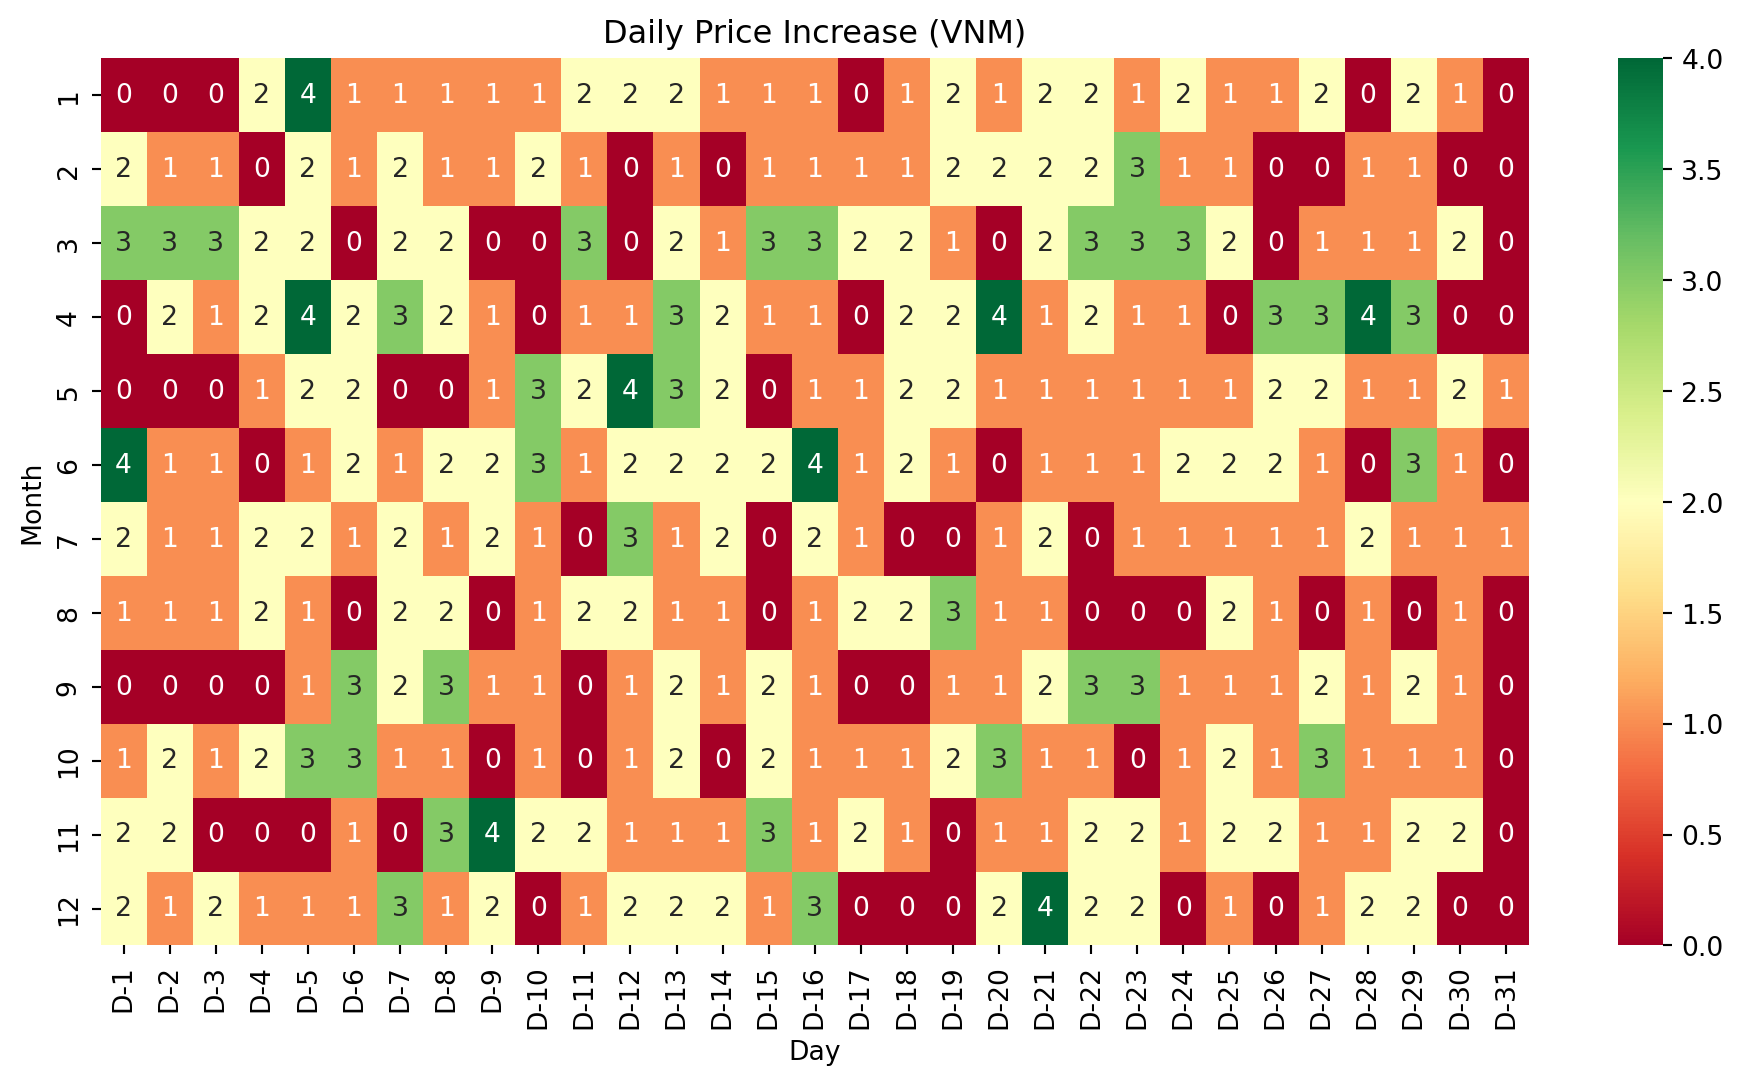 Daily Price Increase (VNM)
1 0 0 0 2 4 1 1 1 1 1 2 2 2 1 1 1 0 1 2 1 2 2 1 2 1 1 2 0 2 1 0
2 2 1 1 0 2 1 2 1 1 2 1 0 1 0 1 1 1 1 2 2 2 2 3 1 1 0 0 1 1 0 0
3 3 3 3 2 2 0 2 2 0 0 3 0 2 1 3 3 2 2 1 0 2 3 3 3 2 0 1 1 1 2 0
4 0 2 1 2 4 2 3 2 1 0 1 1 3 2 1 1 0 2 2 4 1 2 1 1 0 3 3 4 3 0 0
5 0 0 0 1 2 2 0 0 1 3 2 4 3 2 0 1 1 2 2 1 1 1 1 1 1 2 2 1 1 2 1
6 4 1 1 0 1 2 1 2 2 3 1 2 2 2 2 4 1 2 1 0 1 1 1 2 2 2 1 0 3 1 0
7 2 1 1 2 2 1 2 1 2 1 0 3 1 2 0 2 1 0 0 1 2 0 1 1 1 1 1 2 1 1 1
8 1 1 1 2 1 0 2 2 0 1 2 2 1 1 0 1 2 2 3 1 1 0 0 0 2 1 0 1 0 1 0
9 0 0 0 0 1 3 2 3 1 1 0 1 2 1 2 1 0 0 1 1 2 3 3 1 1 1 2 1 2 1 0
10 1 2 1 2 3 3 1 1 0 1 0 1 2 0 2 1 1 1 2 3 1 1 0 1 2 1 3 1 1 1 0
11 2 2 0 0 0 1 0 3 4 2 2 1 1 1 3 1 2 1 0 1 1 2 2 1 2 2 1 1 2 2 0
12 2 1 2 1 1 1 3 1 2 0 1 2 2 2 1 3 0 0 0 2 4 2 2 0 1 0 1 2 2 0 0
Month
D-1 D-2 D-3 D-4 D-5 D-6 D-7 D-8 D-9 D-10 D-11 D-12 D-13 D-14 D-15 D-16 D-17 D-18 D-19 D-20 D-21 D-22 D-23 D-24 D-25 D-26 D-27 D-28 D-29 D-30 D-31
Day
4.0
3.5
3.0
2.5
2.0
1.5
1.0
0.5
0.0